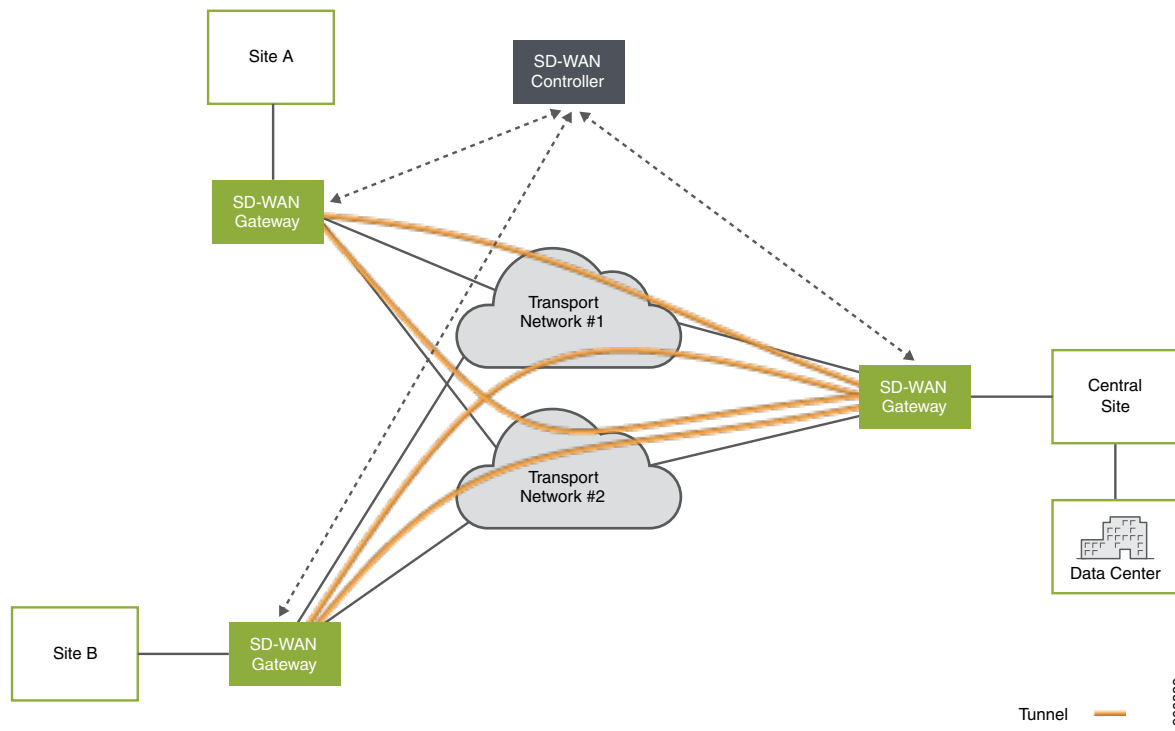 Site A
SD-WAN
Controller
SD-WAN
Gateway
Transport
Network #1
SD-WAN
Gateway
Central
Site
Transport
Network #2
Data Center
Site B
SD-WAN
Gateway
Tunnel